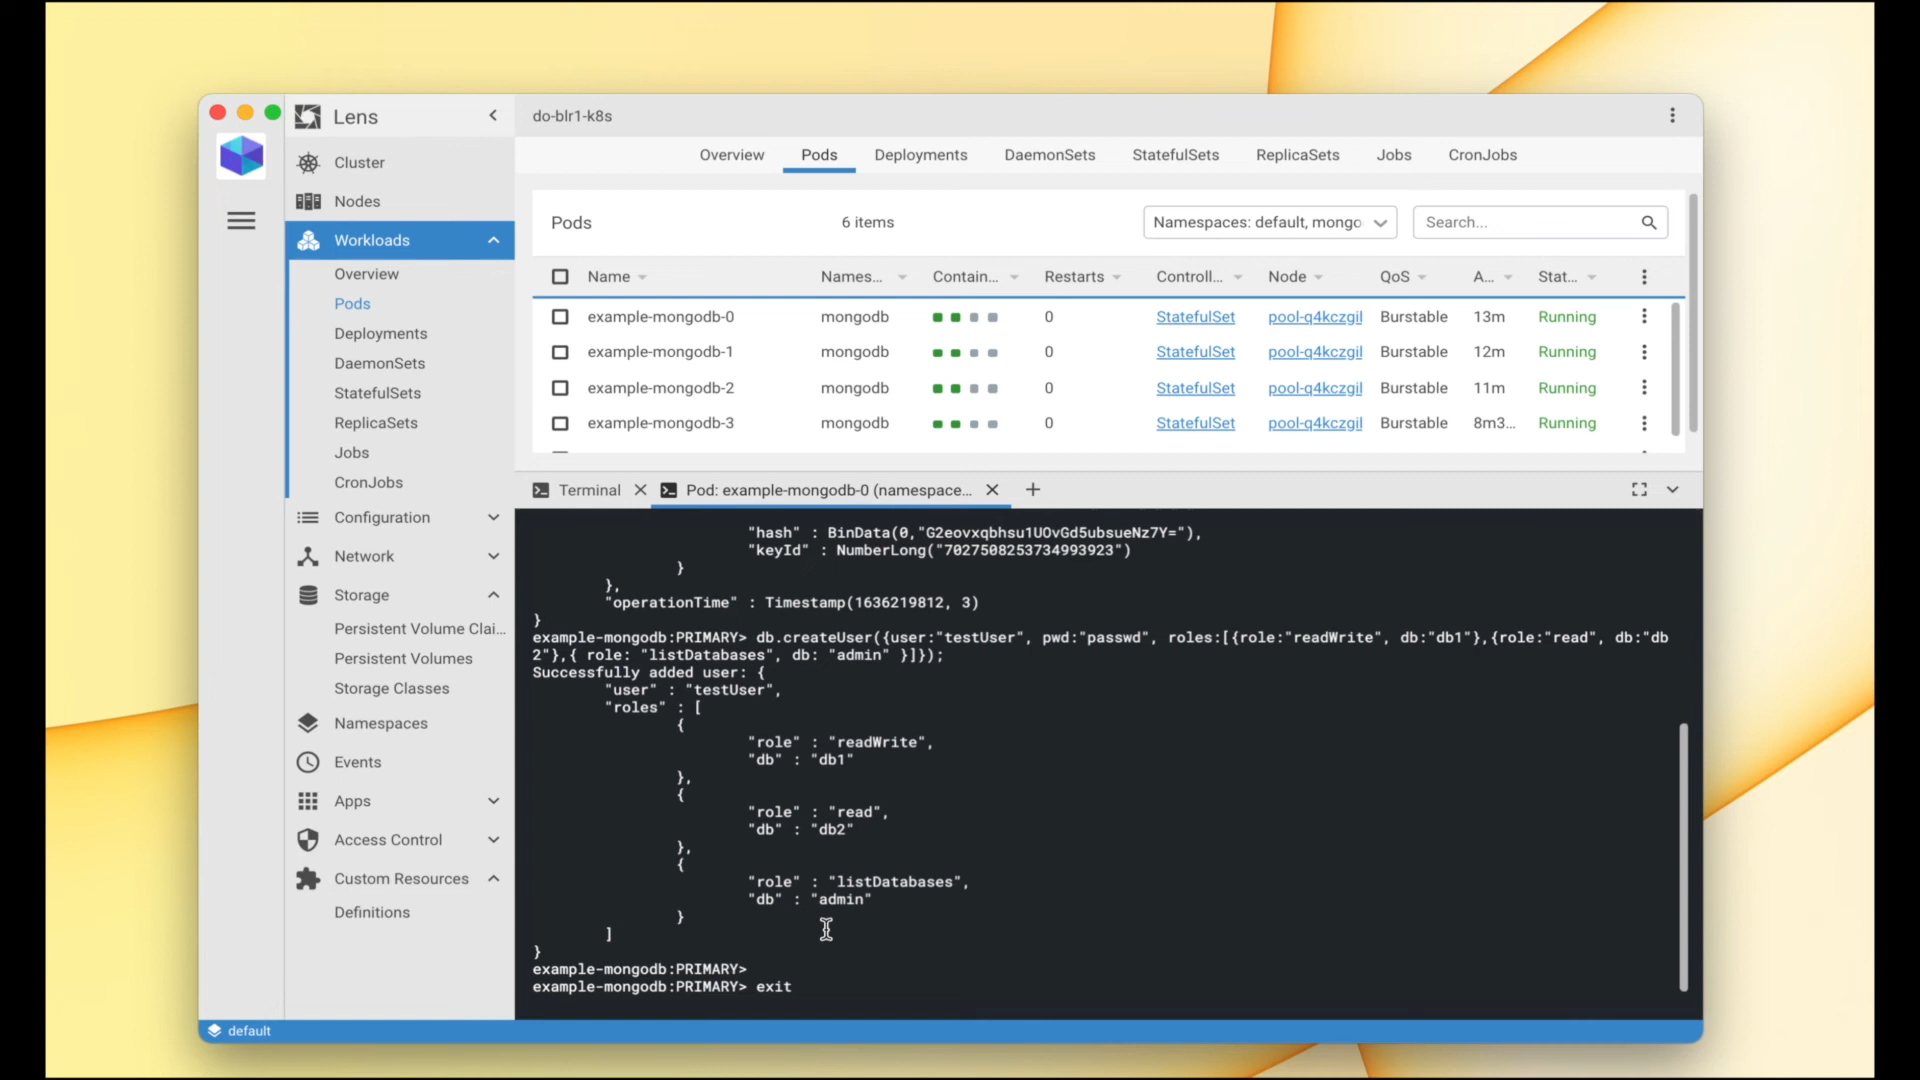 Lens
do-blr1-k8s
Cluster
Nodes
Workloads
Overview
Pods
Deployments
DaemonSets
StatefulSets
ReplicaSets
Jobs
CronJobs
Configuration
Network
Storage
Persistent Volume Clai...
Persistent Volumes
Storage Classes
Namespaces
Events
Apps
Access Control
Custom Resources
Definitions
Overview Pods Deployments DaemonSets StatefulSets ReplicaSets Jobs CronJobs
Pods 6 items Namespaces: default, mongo Search...
Name Names... Contain... Restarts Controll... Node QoS A... Stat...
example-mongodb-0 mongodb 0 StatefulSet pool-q4kczgil Burstable 13m Running
example-mongodb-1 mongodb 0 StatefulSet pool-q4kczgil Burstable 12m Running
example-mongodb-2 mongodb 0 StatefulSet pool-q4kczgil Burstable 11m Running
example-mongodb-3 mongodb 0 StatefulSet pool-q4kczgil Burstable 8m3... Running
Terminal Pod: example-mongodb-0 (namespace...
"hash" : BinData(0,"G2eovxqbhsu1UOvGd5ubsueNz7Y="),
"keyId" : NumberLong("7027508253734993923")
}
},
"operationTime" : Timestamp(1636219812, 3)
}
example-mongodb:PRIMARY> db.createUser({user:"testUser", pwd:"passwd", roles:[{role:"readWrite", db:"db1"},{role:"read", db:"db
2"},{ role: "listDatabases", db: "admin" }]});
Successfully added user: {
"user" : "testUser",
"roles" : [
{
"role" : "readWrite",
"db" : "db1"
},
{
"role" : "read",
"db" : "db2"
},
{
"role" : "listDatabases",
"db" : "admin"
}
]
}
example-mongodb:PRIMARY>
example-mongodb:PRIMARY> exit
default